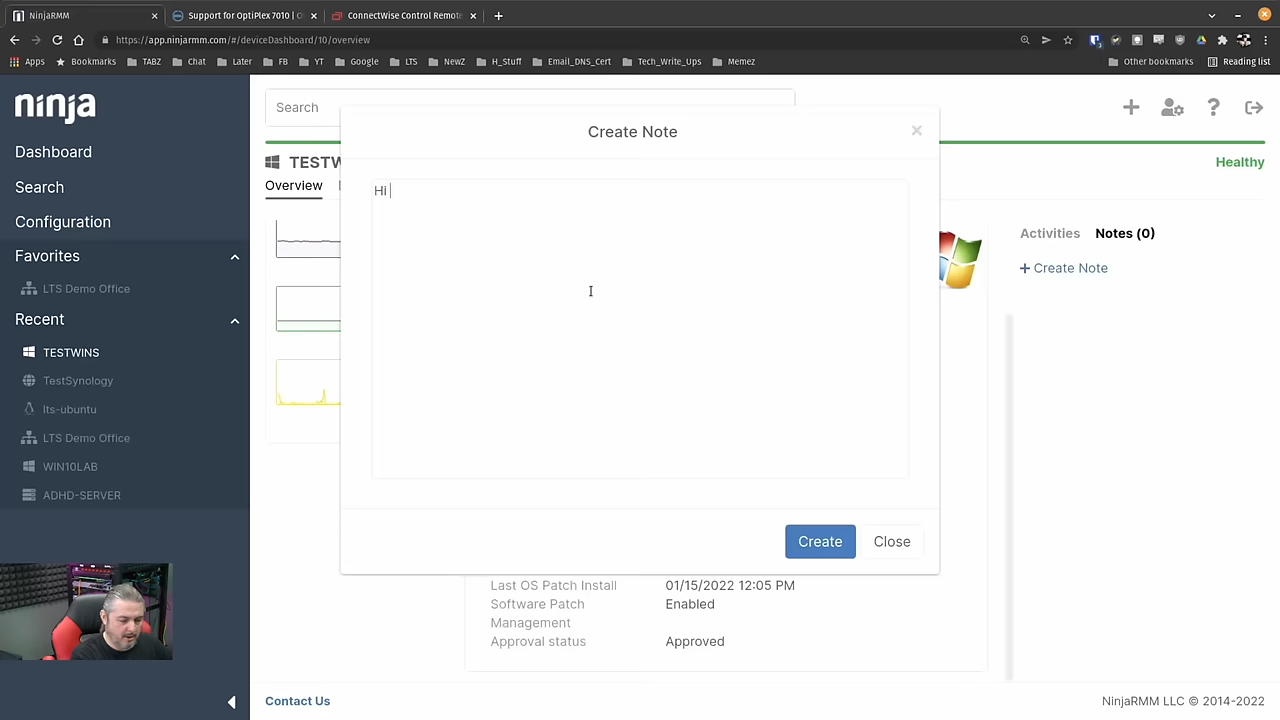 NinjaRMM
Support for OptiPlex 7010 | O
ConnectWise Control Remote
https://app.ninjarmm.com/#/deviceDashboard/10/overview
Apps
Bookmarks
TABZ
Chat
Later
FB
YT
Google
LTS
NewZ
H_Stuff
Email_DNS_Cert
Tech_Write_Ups
Memez
Other bookmarks
Reading list
ninja
Dashboard
Search
Configuration
Favorites
LTS Demo Office
Recent
TESTWINS
TestSynology
lts-ubuntu
LTS Demo Office
WIN10LAB
ADHD-SERVER
Search
TESTW
Healthy
Overview
Create Note
Hi
Create
Close
Activities
Notes (0)
+ Create Note
Last OS Patch Install
01/15/2022 12:05 PM
Software Patch
Management
Enabled
Approval status
Approved
Contact Us
NinjaRMM LLC © 2014-2022